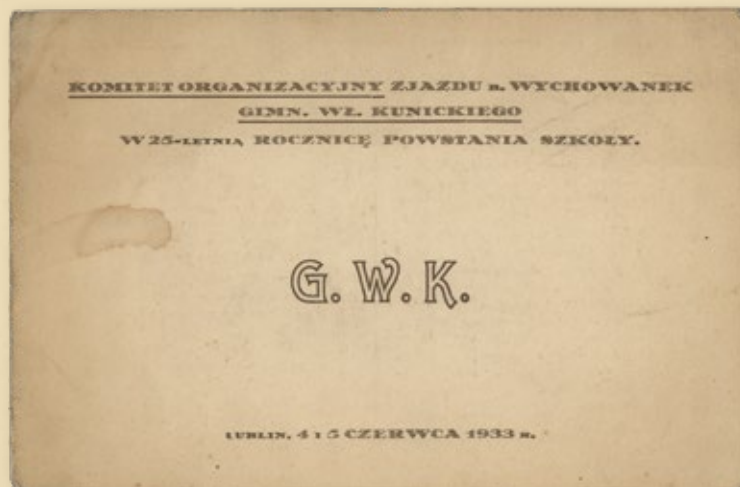 KOMITET ORGANIZACYJNY ZJAZDU B. WYCHOWANEK
GIMN. WŁ. KUNICKIEGO
W 25-LETNIĄ ROCZNICĘ POWSTANIA SZKOŁY.
G. W. K.
LUBLIN, 4 I 5 CZERWCA 1933 R.